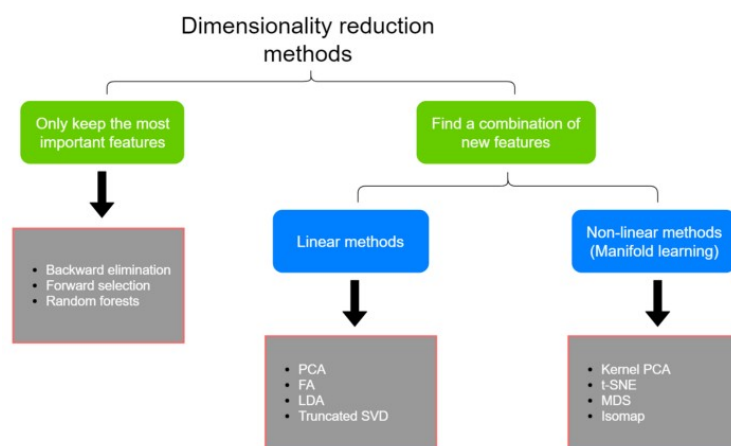 Dimensionality reduction
methods
Only keep the most
important features
Find a combination of
new features
Linear methods
Non-linear methods
(Manifold learning)
• Backward elimination
• Forward selection
• Random forests
• PCA
• FA
• LDA
• Truncated SVD
• Kernel PCA
• t-SNE
• MDS
• Isomap